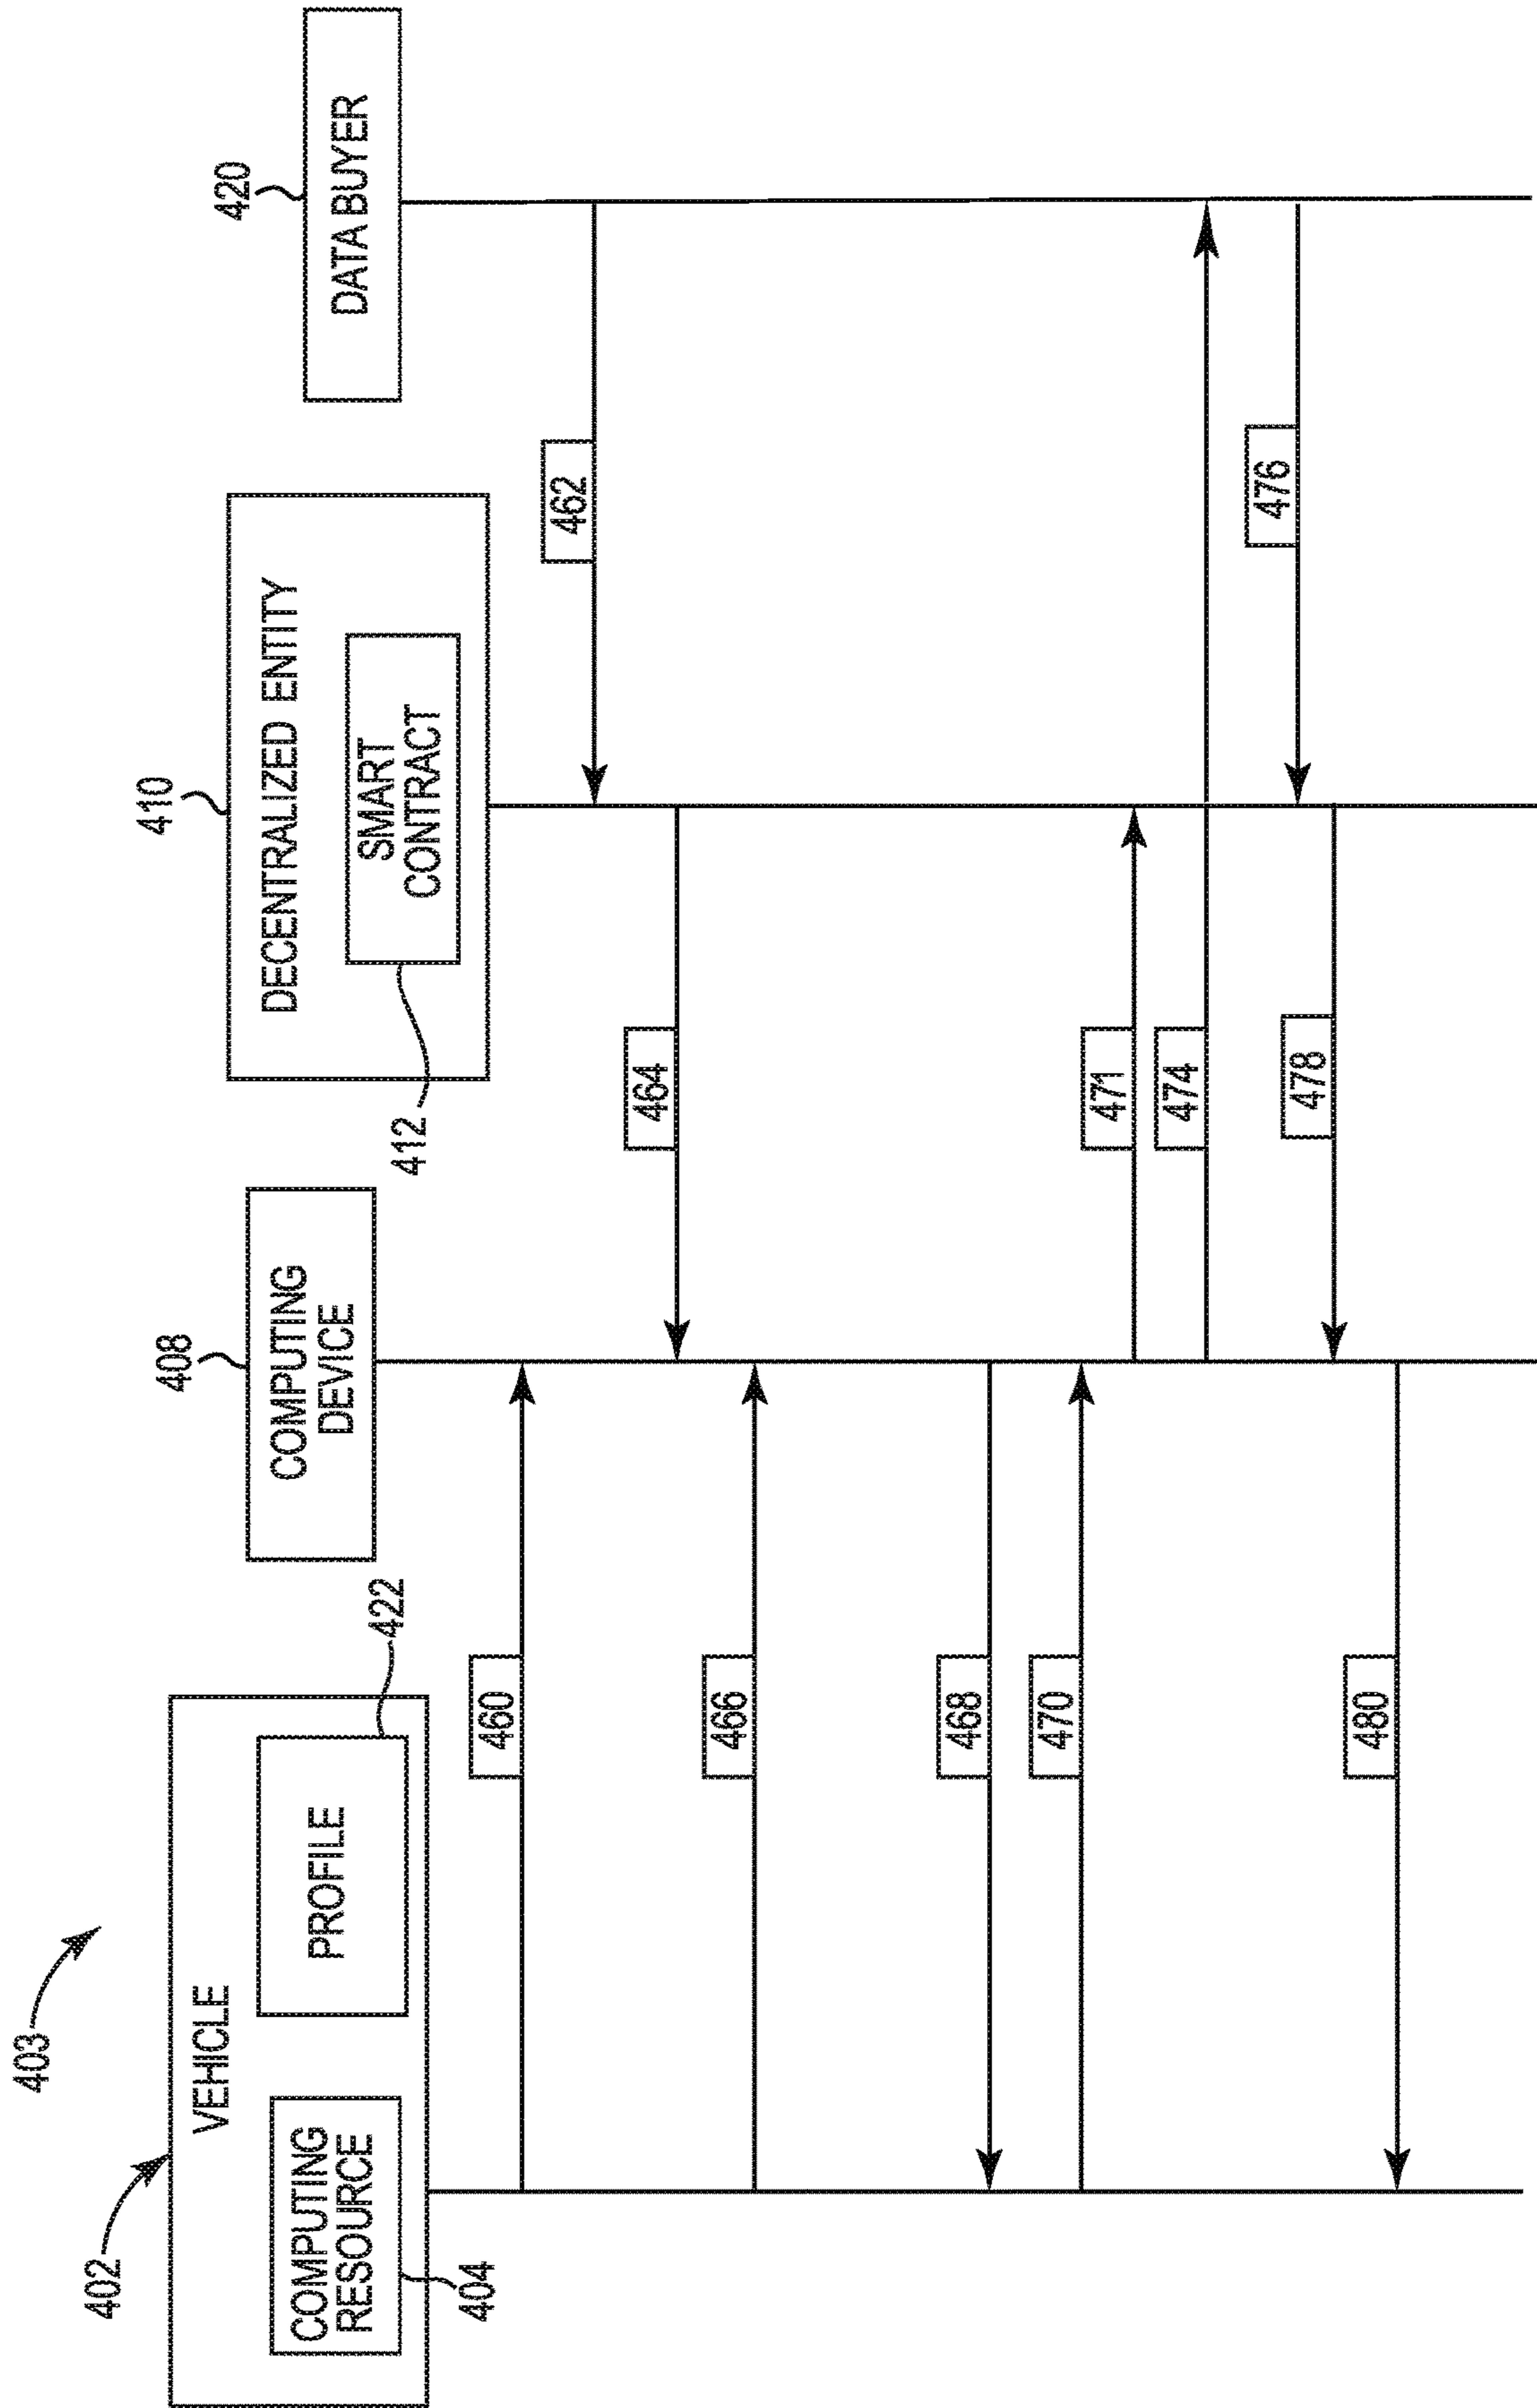 403
402
VEHICLE
COMPUTING
RESOURCE
404
PROFILE
422
408
COMPUTING
DEVICE
410
DECENTRALIZED ENTITY
SMART
CONTRACT
412
420
DATA BUYER
460
462
464
466
468
470
471
474
476
478
480